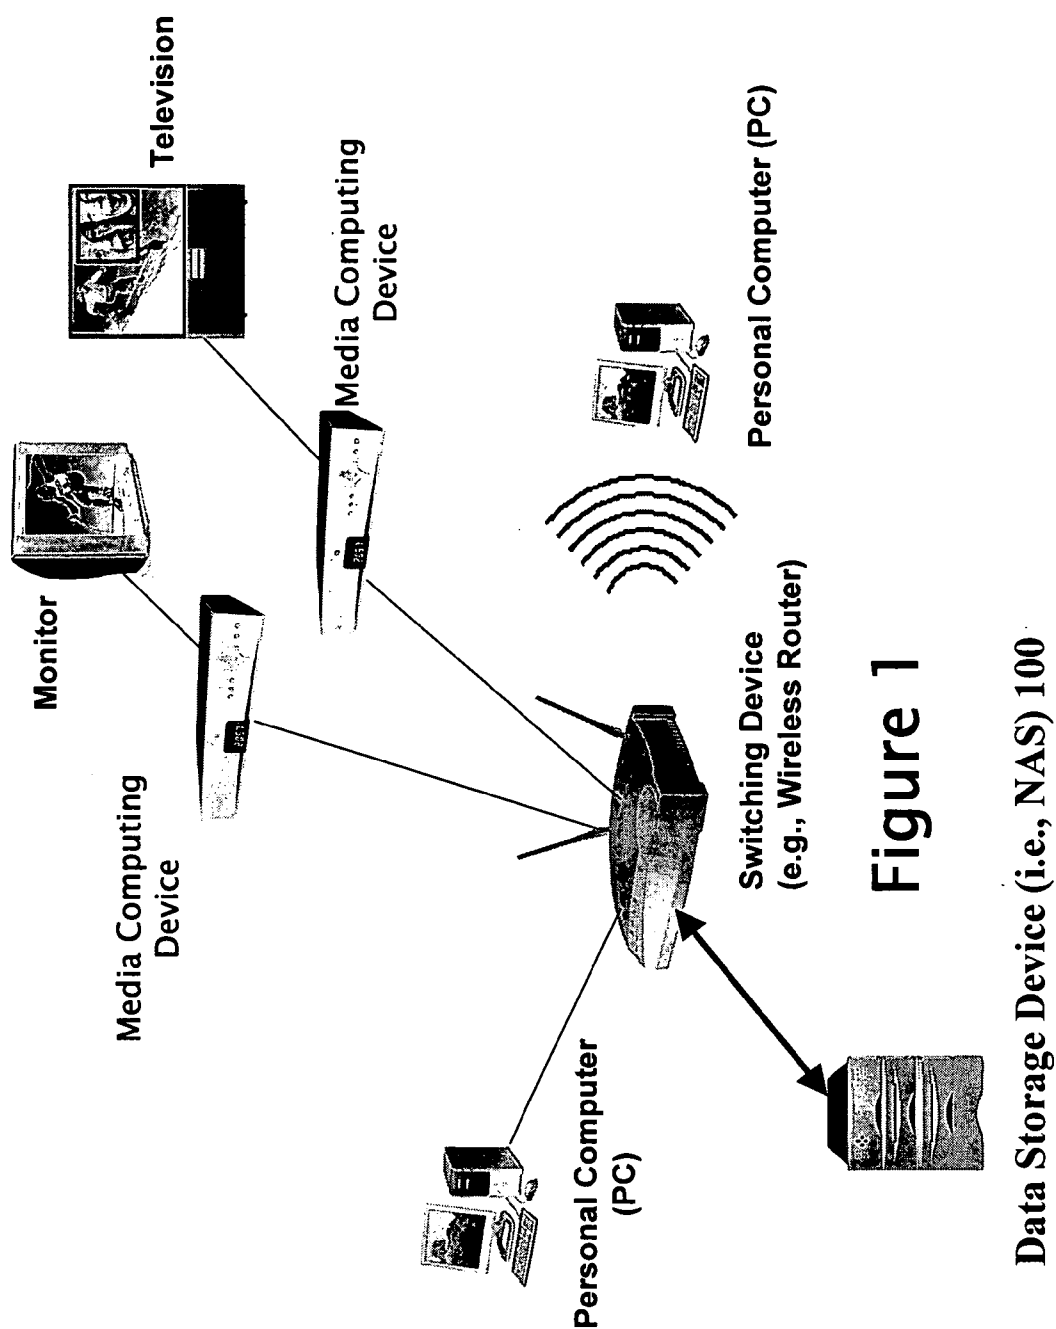 Monitor
Television
Media Computing
Device
Media Computing
Device
Personal Computer
(PC)
Switching Device
(e.g., Wireless Router)
Personal Computer (PC)
Figure 1
Data Storage Device (i.e., NAS) 100